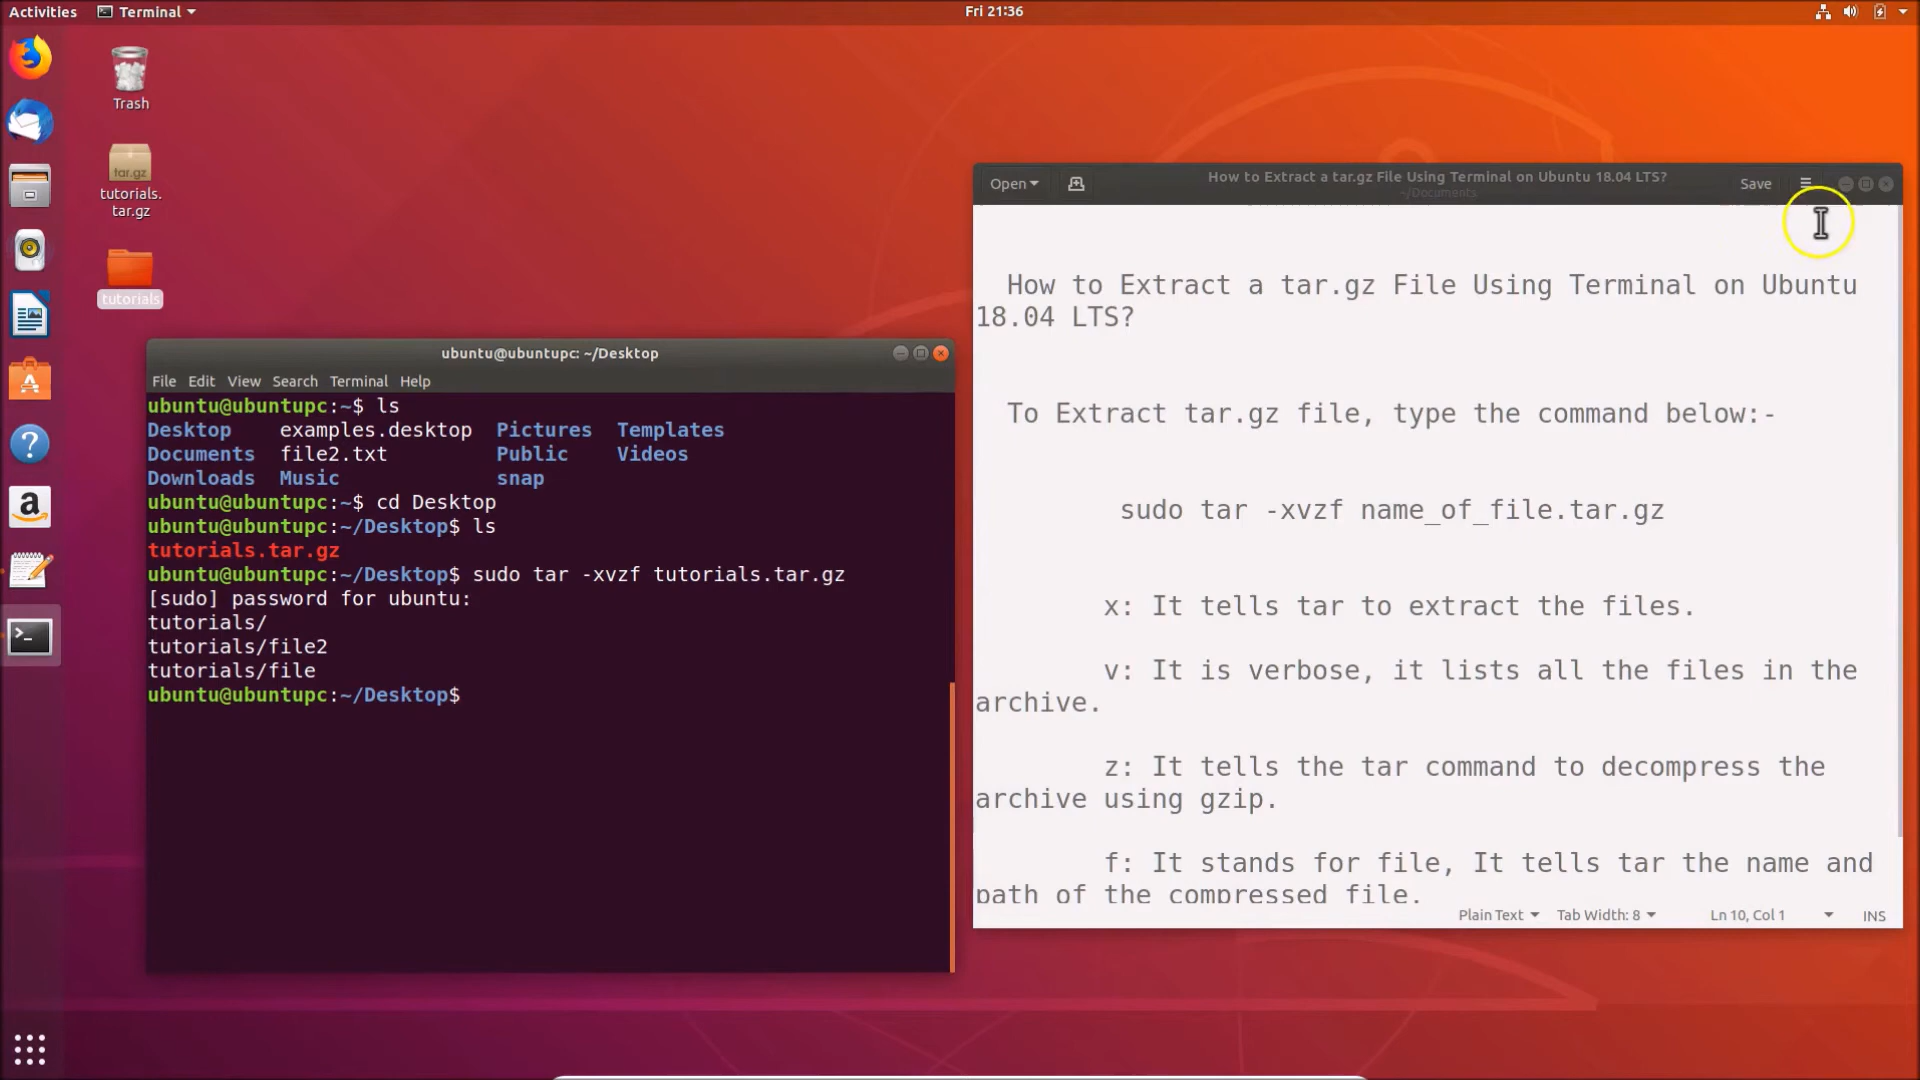 Activities Terminal Fri 21:36
Trash
tar.gz
tutorials.
tar.gz
tutorials
ubuntu@ubuntupc: ~/Desktop
File Edit View Search Terminal Help
ubuntu@ubuntupc:~$ ls
Desktop examples.desktop Pictures Templates
Documents file2.txt Public Videos
Downloads Music snap
ubuntu@ubuntupc:~$ cd Desktop
ubuntu@ubuntupc:~/Desktop$ ls
tutorials.tar.gz
ubuntu@ubuntupc:~/Desktop$ sudo tar -xvzf tutorials.tar.gz
[sudo] password for ubuntu:
tutorials/
tutorials/file2
tutorials/file
ubuntu@ubuntupc:~/Desktop$
Open How to Extract a tar.gz File Using Terminal on Ubuntu 18.04 LTS? Save
~/Documents
How to Extract a tar.gz File Using Terminal on Ubuntu
18.04 LTS?
To Extract tar.gz file, type the command below:-
sudo tar -xvzf name_of_file.tar.gz
x: It tells tar to extract the files.
v: It is verbose, it lists all the files in the
archive.
z: It tells the tar command to decompress the
archive using gzip.
f: It stands for file, It tells tar the name and
path of the compressed file.
Plain Text Tab Width: 8 Ln 10, Col 1 INS